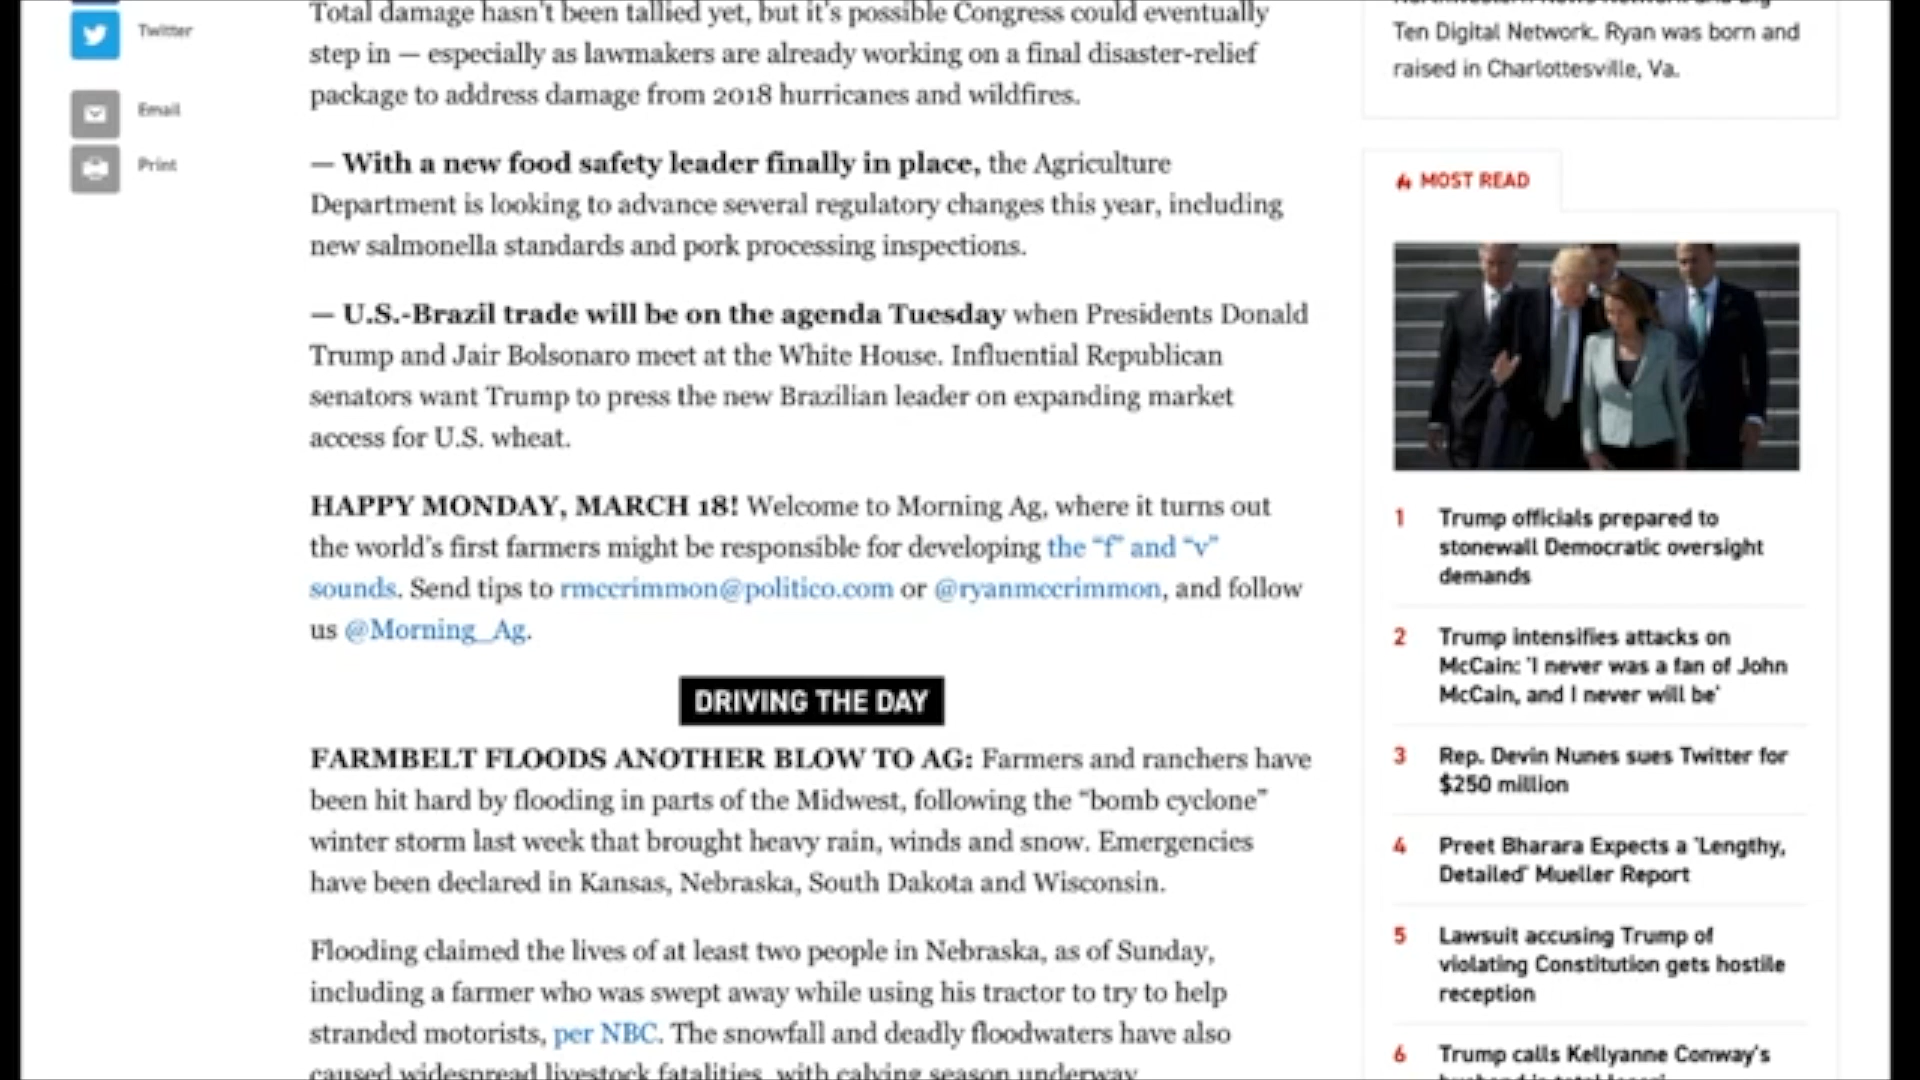 Twitter
Email
Print
Total damage hasn't been tallied yet, but it's possible Congress could eventually
step in — especially as lawmakers are already working on a final disaster-relief
package to address damage from 2018 hurricanes and wildfires.
— With a new food safety leader finally in place, the Agriculture
Department is looking to advance several regulatory changes this year, including
new salmonella standards and pork processing inspections.
— U.S.-Brazil trade will be on the agenda Tuesday when Presidents Donald
Trump and Jair Bolsonaro meet at the White House. Influential Republican
senators want Trump to press the new Brazilian leader on expanding market
access for U.S. wheat.
HAPPY MONDAY, MARCH 18! Welcome to Morning Ag, where it turns out
the world's first farmers might be responsible for developing the "f" and "v"
sounds. Send tips to rmccrimmon@politico.com or @ryanmccrimmon, and follow
us @Morning_Ag.
DRIVING THE DAY
FARMBELT FLOODS ANOTHER BLOW TO AG: Farmers and ranchers have
been hit hard by flooding in parts of the Midwest, following the "bomb cyclone"
winter storm last week that brought heavy rain, winds and snow. Emergencies
have been declared in Kansas, Nebraska, South Dakota and Wisconsin.
Flooding claimed the lives of at least two people in Nebraska, as of Sunday,
including a farmer who was swept away while using his tractor to try to help
stranded motorists, per NBC. The snowfall and deadly floodwaters have also
caused widespread livestock fatalities, with calving season underway
Ten Digital Network. Ryan was born and
raised in Charlottesville, Va.
MOST READ
1 Trump officials prepared to
stonewall Democratic oversight
demands
2 Trump intensifies attacks on
McCain: 'I never was a fan of John
McCain, and I never will be'
3 Rep. Devin Nunes sues Twitter for
$250 million
4 Preet Bharara Expects a 'Lengthy,
Detailed' Mueller Report
5 Lawsuit accusing Trump of
violating Constitution gets hostile
reception
6 Trump calls Kellyanne Conway's